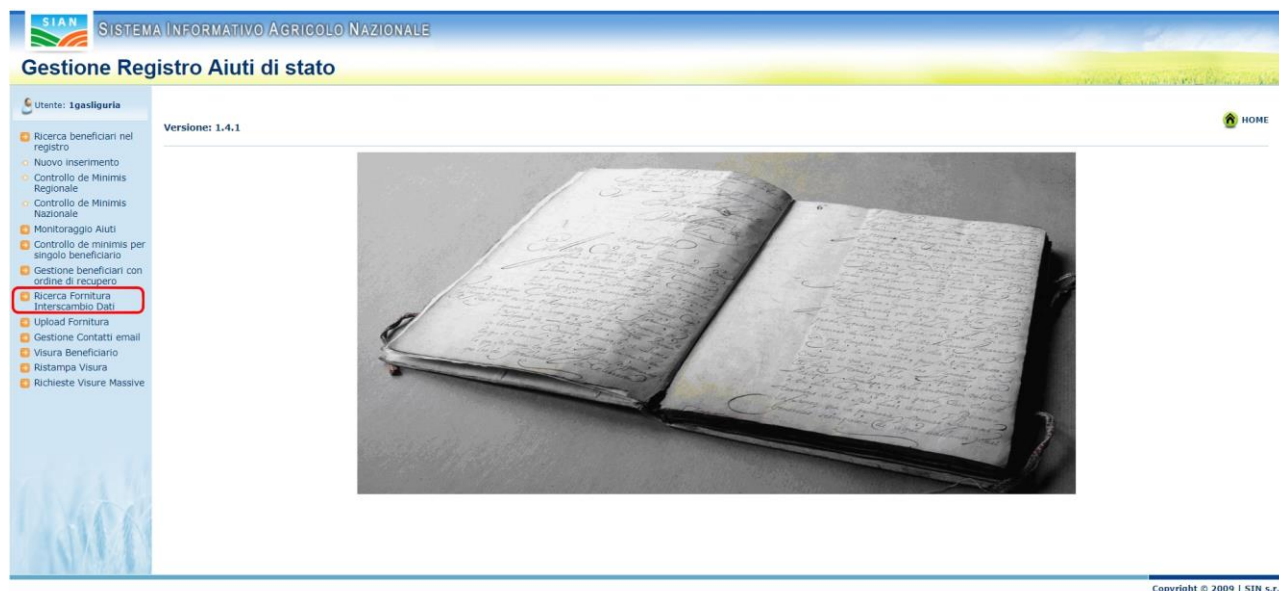 SIAN
SISTEMA INFORMATIVO AGRICOLO NAZIONALE
Gestione Registro Aiuti di stato
Utente: 1gasliguria
Ricerca beneficiari nel
registro
Nuovo inserimento
Controllo de Minimis
Regionale
Controllo de Minimis
Nazionale
Monitoraggio Aiuti
Controllo de minimis per
singolo beneficiario
Gestione beneficiari con
ordine di recupero
Ricerca Fornitura
Interscambio Dati
Upload Fornitura
Gestione Contatti email
Visura Beneficiario
Ristampa Visura
Richieste Visure Massive
Versione: 1.4.1
HOME
Copyright © 2009 | SIN s.r.